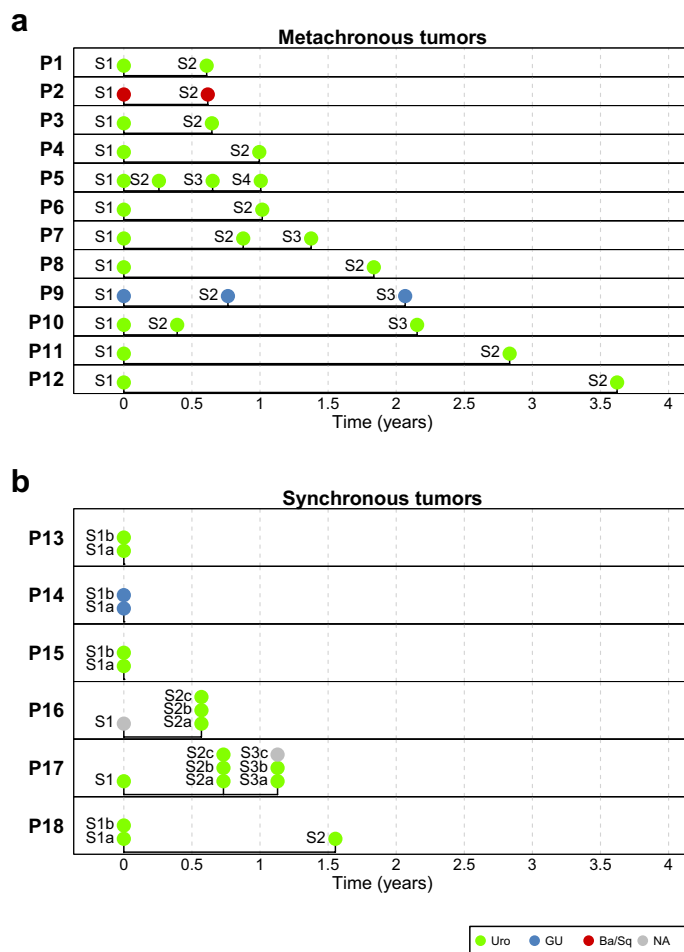 a
Metachronous tumors
P1 S1 S2
P2 S1 S2
P3 S1 S2
P4 S1 S2
P5 S1 S2 S3 S4
P6 S1 S2
P7 S1 S2 S3
P8 S1 S2
P9 S1 S2 S3
P10 S1 S2 S3
P11 S1 S2
P12 S1 S2
0 0.5 1 1.5 2 2.5 3 3.5 4
Time (years)
b
Synchronous tumors
P13 S1b
S1a
P14 S1b
S1a
P15 S1b
S1a
S2c
P16 S2b
S1 S2a
S2c S3c
P17 S2b S3b
S1 S2a S3a
P18 S1b
S1a S2
0 0.5 1 1.5 2 2.5 3 3.5 4
Time (years)
Uro GU Ba/Sq NA